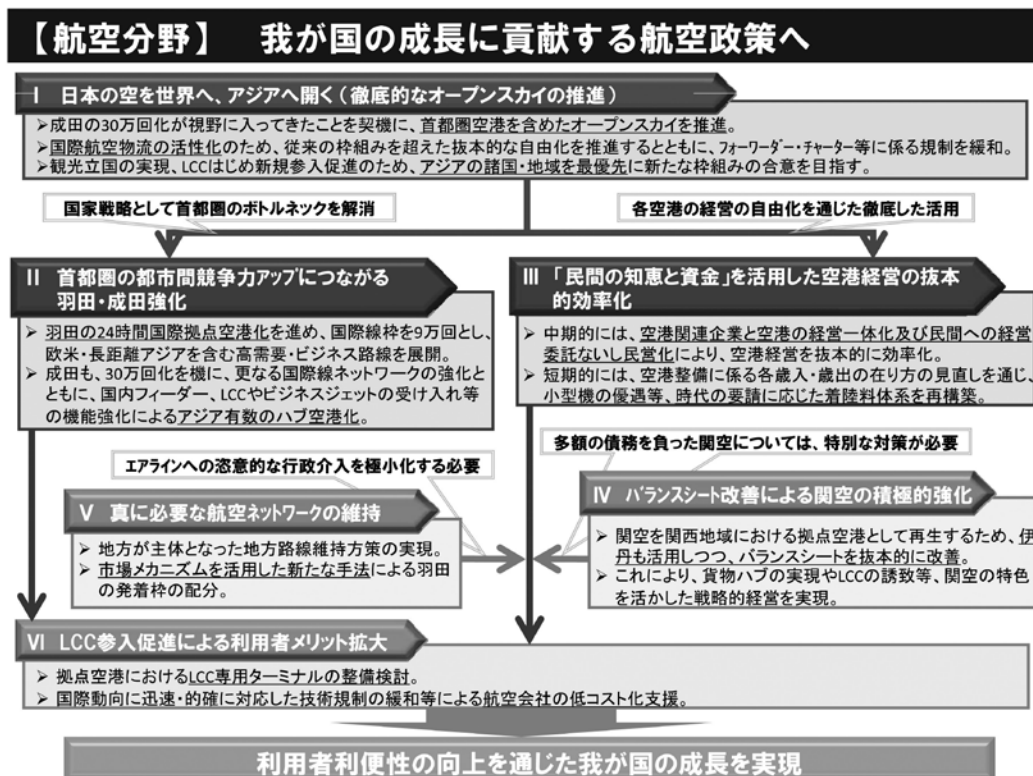 【航空分野】 我が国の成長に貢献する航空政策へ
Ⅰ 日本の空を世界へ、アジアへ開く(徹底的なオープンスカイの推進)
➢成田の30万回化が視野に入ってきたことを契機に、首都圏空港を含めたオープンスカイを推進。
➢国際航空物流の活性化のため、従来の枠組みを超えた抜本的な自由化を推進するとともに、フォーワーダー・チャーター等に係る規制を緩和。
➢観光立国の実現、LCCはじめ新規参入促進のため、アジアの諸国・地域を最優先に新たな枠組みの合意を目指す。
国家戦略として首都圏のボトルネックを解消
各空港の経営の自由化を通じた徹底した活用
Ⅱ 首都圏の都市間競争力アップにつながる
羽田・成田強化
➢ 羽田の24時間国際拠点空港化を進め、国際線枠を9万回とし、
欧米・長距離アジアを含む高需要・ビジネス路線を展開。
➢ 成田も、30万回化を機に、更なる国際線ネットワークの強化と
ともに、国内フィーダー、LCCやビジネスジェットの受け入れ等
の機能強化によるアジア有数のハブ空港化。
Ⅲ 「民間の知恵と資金」を活用した空港経営の抜本
的効率化
➢ 中期的には、空港関連企業と空港の経営一体化及び民間への経営
委託ないし民営化により、空港経営を抜本的に効率化。
➢ 短期的には、空港整備に係る各歳入・歳出の在り方の見直しを通じ、
小型機の優遇等、時代の要請に応じた着陸料体系を再構築。
エアラインへの恣意的な行政介入を極小化する必要
多額の債務を負った関空については、特別な対策が必要
Ⅴ 真に必要な航空ネットワークの維持
➢ 地方が主体となった地方路線維持方策の実現。
➢ 市場メカニズムを活用した新たな手法による羽田
の発着枠の配分。
Ⅳ バランスシート改善による関空の積極的強化
➢ 関空を関西地域における拠点空港として再生するため、伊
丹も活用しつつ、バランスシートを抜本的に改善。
➢ これにより、貨物ハブの実現やLCCの誘致等、関空の特色
を活かした戦略的経営を実現。
Ⅵ LCC参入促進による利用者メリット拡大
➢ 拠点空港におけるLCC専用ターミナルの整備検討。
➢ 国際動向に迅速・的確に対応した技術規制の緩和等による航空会社の低コスト化支援。
利用者利便性の向上を通じた我が国の成長を実現